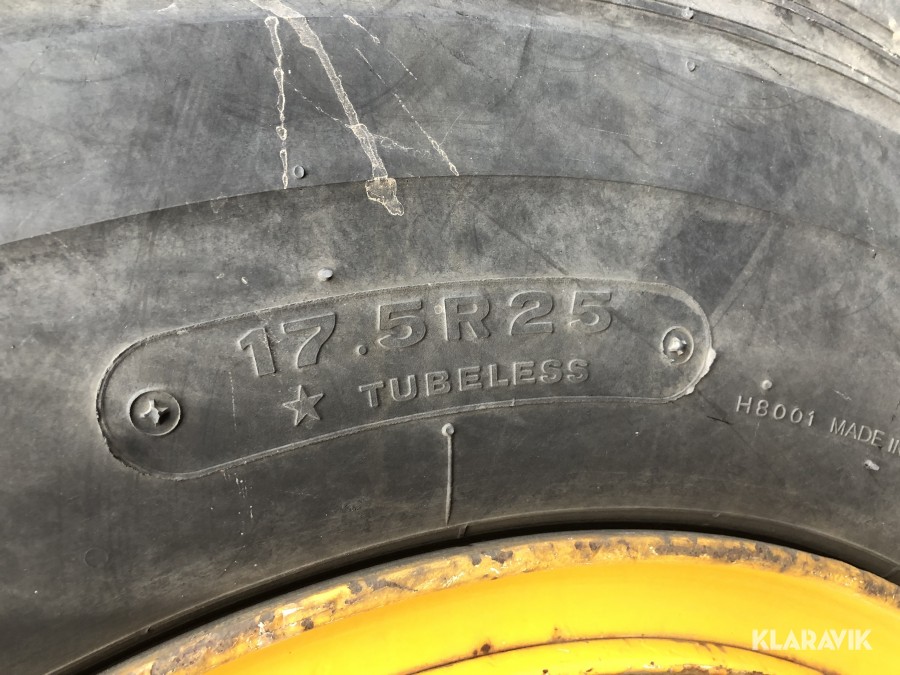 17.5R25
★ TUBELESS
H8001 MADE
KLARAVIK